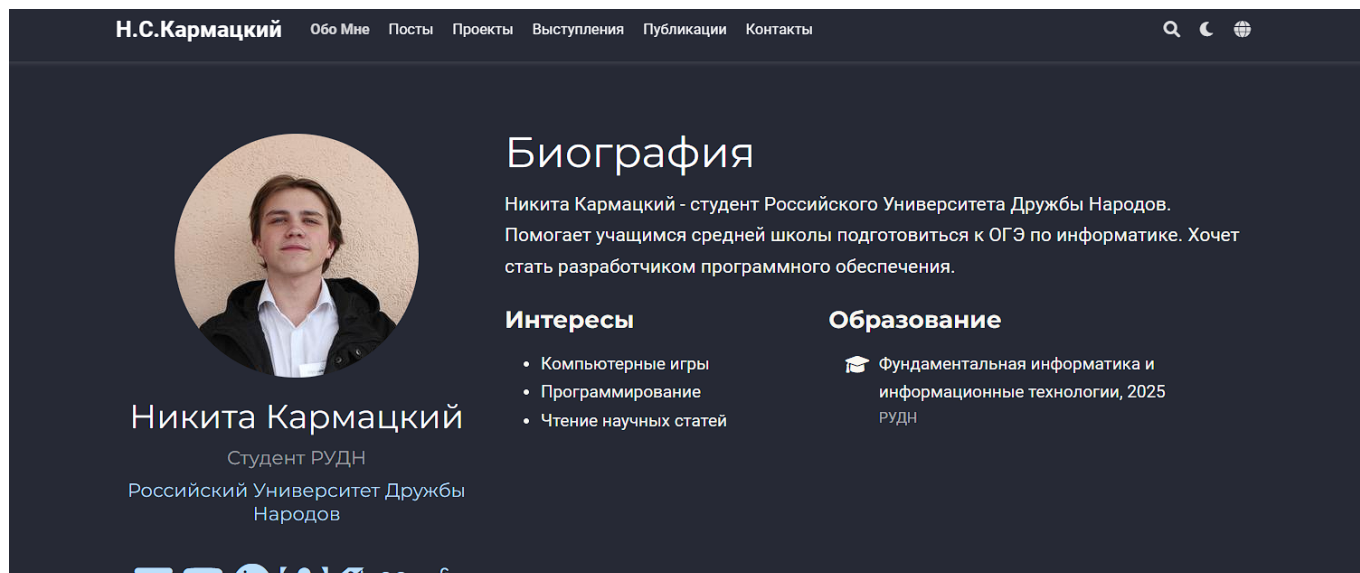 Н.С.Кармацкий Обо Мне Посты Проекты Выступления Публикации Контакты
Биография
Никита Кармацкий - студент Российского Университета Дружбы Народов.
Помогает учащимся средней школы подготовиться к ОГЭ по информатике. Хочет
стать разработчиком программного обеспечения.
Интересы
Компьютерные игры
Программирование
Чтение научных статей
Образование
Фундаментальная информатика и
информационные технологии, 2025
РУДН
Никита Кармацкий
Студент РУДН
Российский Университет Дружбы
Народов